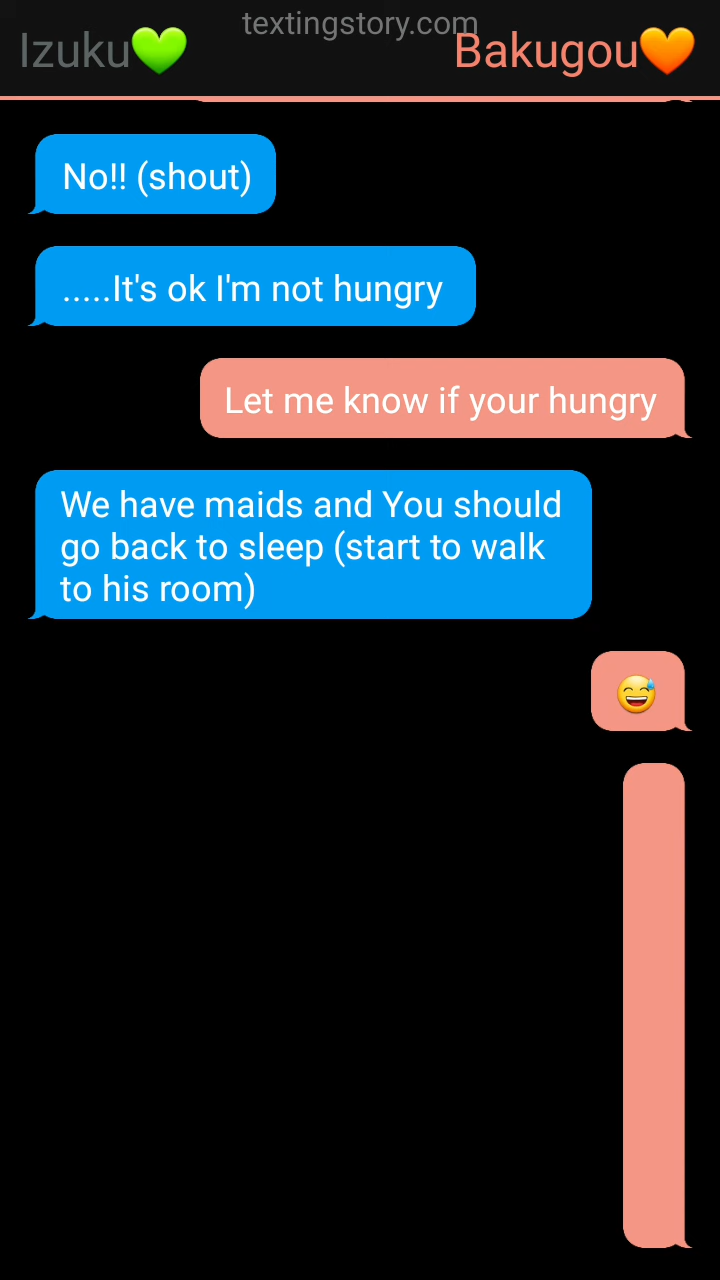 textingstory.com
Izuku💚
Bakugou🧡
No!! (shout)
.....It's ok I'm not hungry
Let me know if your hungry
We have maids and You should
go back to sleep (start to walk
to his room)
😅